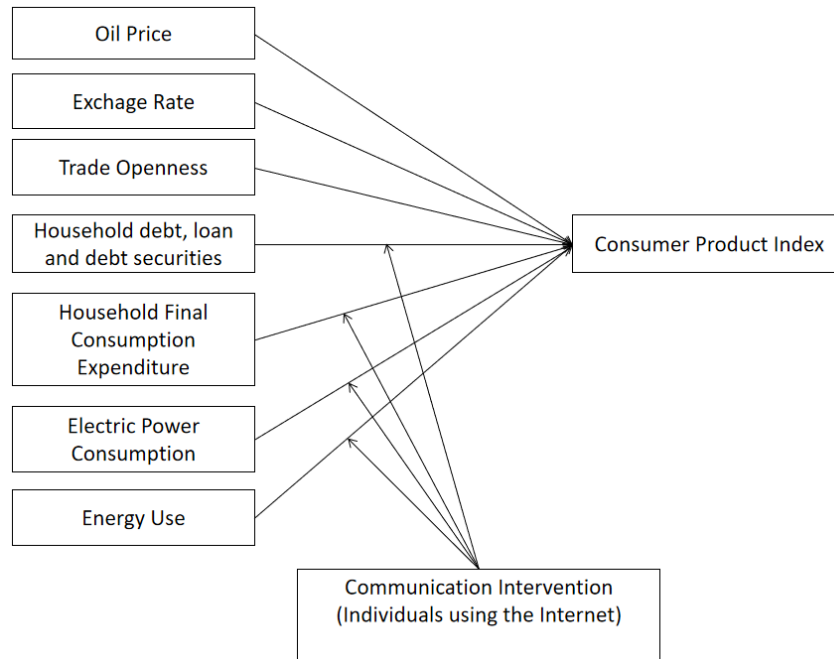 Oil Price
Exchage Rate
Trade Openness
Household debt, loan
and debt securities
Consumer Product Index
Household Final
Consumption
Expenditure
Electric Power
Consumption
Energy Use
Communication Intervention
(Individuals using the Internet)